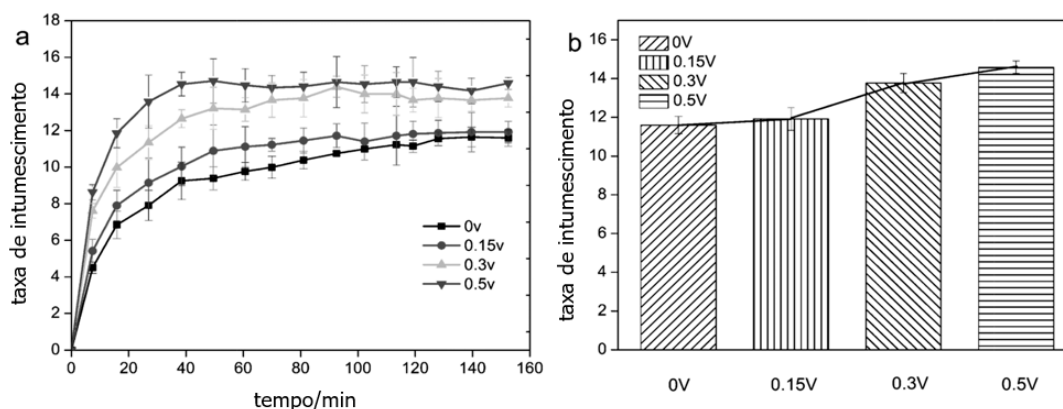 a
taxa de intumescimento
18
16
14
12
10
8
6
4
2
0
0v
0.15v
0.3v
0.5v
0 20 40 60 80 100 120 140 160
tempo/min
b
taxa de intumescimento
16
14
12
10
8
6
4
2
0
0V
0.15V
0.3V
0.5V
0V 0.15V 0.3V 0.5V